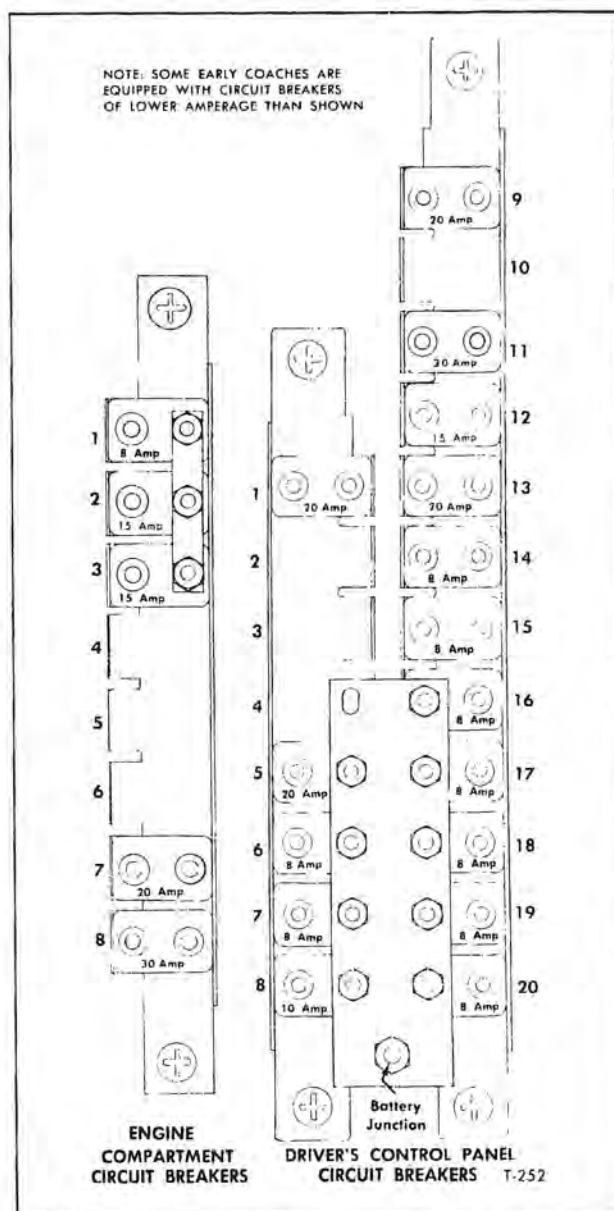 NOTE: SOME EARLY COACHES ARE
EQUIPPED WITH CIRCUIT BREAKERS
OF LOWER AMPERAGE THAN SHOWN
1
8 Amp
2
15 Amp
3
15 Amp
4
5
6
7
20 Amp
8
30 Amp
ENGINE
COMPARTMENT
CIRCUIT BREAKERS
1
20 Amp
2
3
4
5
20 Amp
6
8 Amp
7
8 Amp
8
10 Amp
9
20 Amp
10
11
30 Amp
12
15 Amp
13
20 Amp
14
8 Amp
15
8 Amp
16
8 Amp
17
8 Amp
18
8 Amp
19
8 Amp
20
8 Amp
Battery
Junction
DRIVER'S CONTROL PANEL
CIRCUIT BREAKERS
T-252